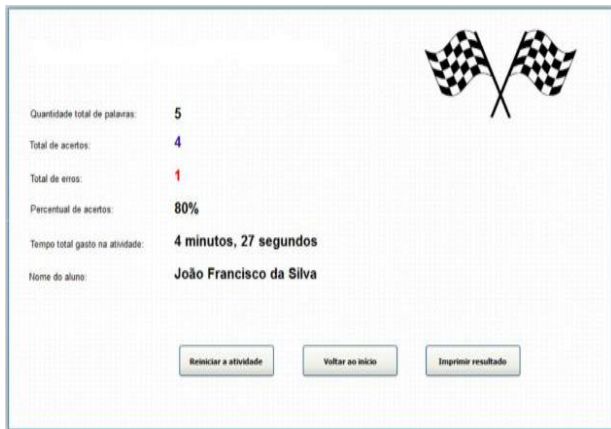 Quantidade total de palavras: 5
Total de acertos: 4
Total de erros: 1
Percentual de acertos: 80%
Tempo total gasto na atividade: 4 minutos, 27 segundos
Nome do aluno: João Francisco da Silva
Reiniciar a atividade Voltar ao início Imprimir resultado